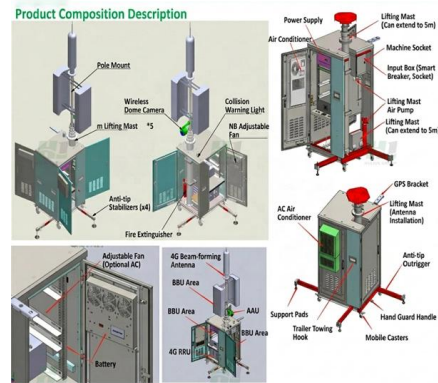 Product Composition Description
Pole Mount
Wireless
Dome Camera
*5
Collision
Warning Light
m Lifting Mast
NB Adjustable
Fan
Anti-tip
Stabilizers (x4)
Fire Extinguisher
Power Supply
Air Conditioner
Lifting Mast
(Can extend to 5m)
Machine Socket
Input Box (Smart
Breaker, Socket)
Lifting Mast
Air Pump
Lifting Mast
(Can extend to 5m
Adjustable Fan
(Optional AC)
Battery
4G Beam-forming
Antenna
BBU Area
BBU Area
AAU
BBU Area
BBU Area
4G RRU
GPS Bracket
AC Air
Conditioner
Lifting Mast
(Antenna
Installation)
Anti-tip
Outrigger
Support Pads
Trailer Towing
Hook
Hand Guard Handle
Mobile Casters